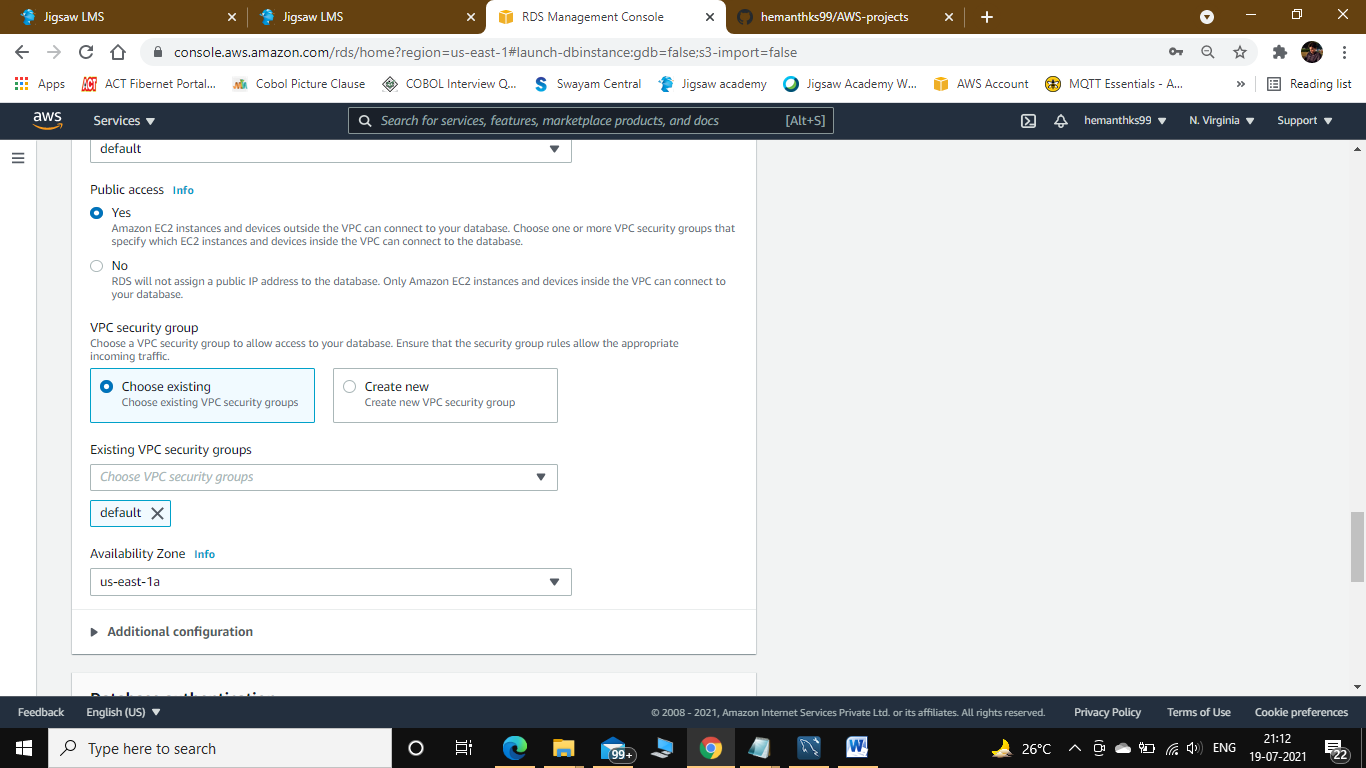 Jigsaw LMS
Jigsaw LMS
RDS Management Console
hemanthks99/AWS-projects
console.aws.amazon.com/rds/home?region=us-east-1#launch-dbinstance:gdb=false;s3-import=false
Apps
ACT ACT Fibernet Portal...
Cobol Picture Clause
COBOL Interview Q...
S Swayam Central
Jigsaw academy
Jigsaw Academy W...
AWS Account
MQTT Essentials - A...
»
Reading list
aws
Services
Search for services, features, marketplace products, and docs [Alt+S]
hemanthks99
N. Virginia
Support
default
Public access Info
Yes
Amazon EC2 instances and devices outside the VPC can connect to your database. Choose one or more VPC security groups that
specify which EC2 instances and devices inside the VPC can connect to the database.
No
RDS will not assign a public IP address to the database. Only Amazon EC2 instances and devices inside the VPC can connect to
your database.
VPC security group
Choose a VPC security group to allow access to your database. Ensure that the security group rules allow the appropriate
incoming traffic.
Choose existing
Choose existing VPC security groups
Create new
Create new VPC security group
Existing VPC security groups
Choose VPC security groups
default
Availability Zone Info
us-east-1a
Additional configuration
Database authentication
Feedback
English (US)
© 2008 - 2021, Amazon Internet Services Private Ltd. or its affiliates. All rights reserved.
Privacy Policy
Terms of Use
Cookie preferences
Type here to search
99+
W
26°C
ENG
21:12
19-07-2021
22